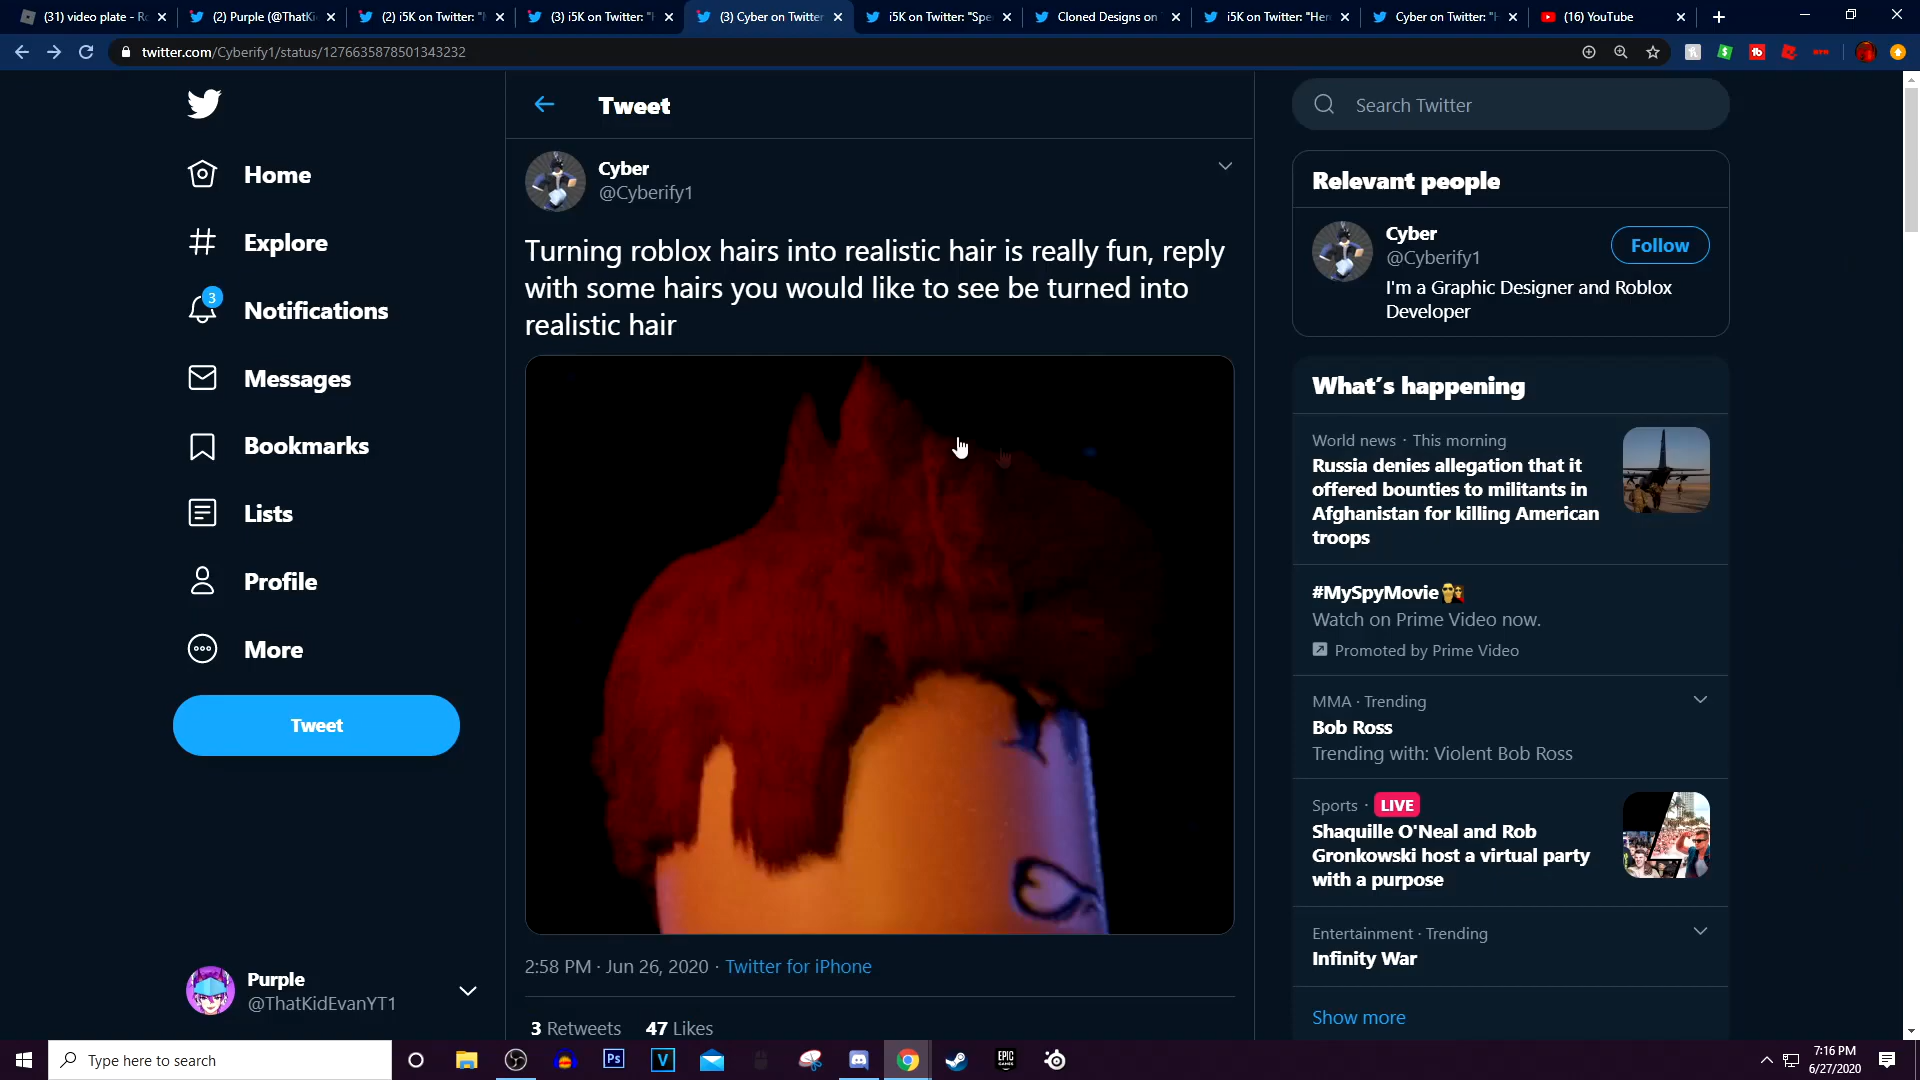 (31) video plate - Ro
(2) Purple (@ThatKi
(2) i5K on Twitter: "
(3) i5K on Twitter: "
(3) Cyber on Twitter
i5K on Twitter: "Spe
Cloned Designs on
i5K on Twitter: "Her
Cyber on Twitter: "H
(16) YouTube
twitter.com/Cyberify1/status/1276635878501343232
Home
Explore
3
Notifications
Messages
Bookmarks
Lists
Profile
More
Tweet
Purple
@ThatKidEvanYT1
Tweet
Cyber
@Cyberify1
Turning roblox hairs into realistic hair is really fun, reply
with some hairs you would like to see be turned into
realistic hair
2:58 PM · Jun 26, 2020 · Twitter for iPhone
3 Retweets 47 Likes
Search Twitter
Relevant people
Cyber
@Cyberify1
Follow
I'm a Graphic Designer and Roblox
Developer
What's happening
World news · This morning
Russia denies allegation that it
offered bounties to militants in
Afghanistan for killing American
troops
#MySpyMovie
Watch on Prime Video now.
Promoted by Prime Video
MMA · Trending
Bob Ross
Trending with: Violent Bob Ross
Sports · LIVE
Shaquille O'Neal and Rob
Gronkowski host a virtual party
with a purpose
Entertainment · Trending
Infinity War
Show more
Type here to search
Ps
V
EPIC
GAMES
7:16 PM
6/27/2020